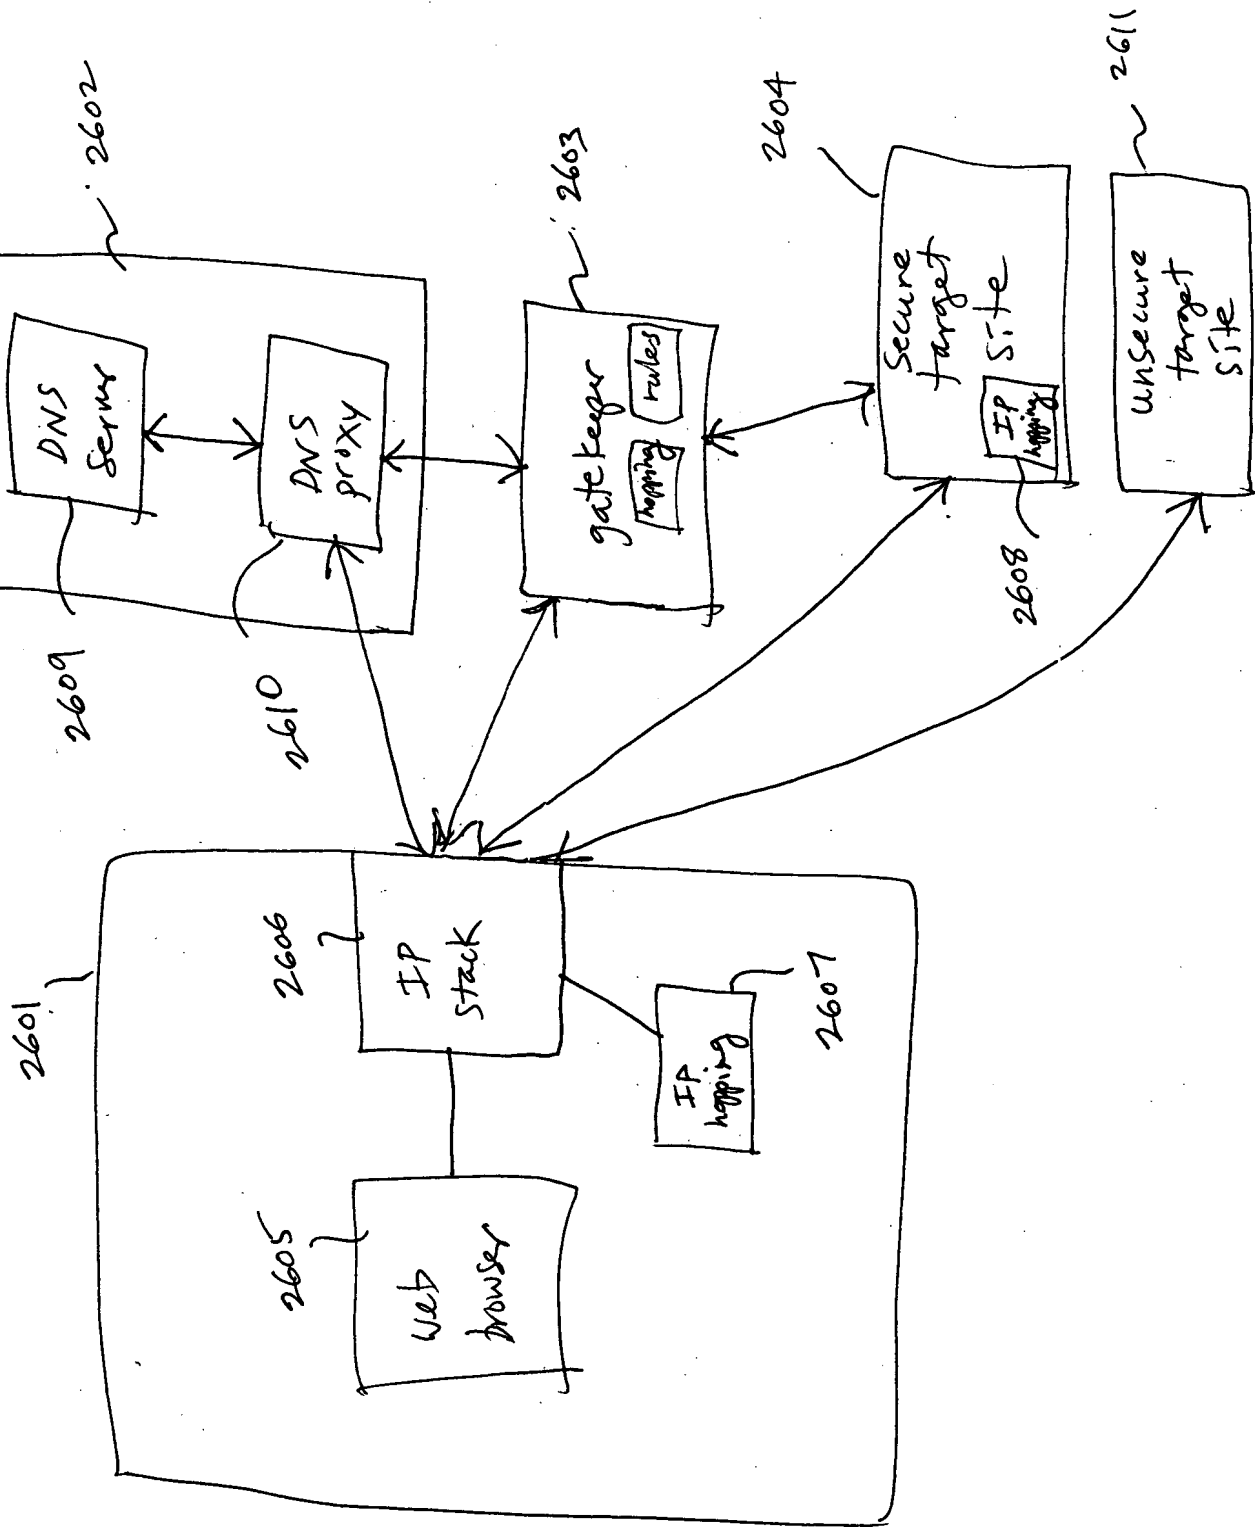 2601
2605
web
browser
2606
IP
stack
IP
hopping
2607
2609
DNS
Server
2602
2610
DNS
proxy
2603
gatekeeper
hopping
rules
2604
Secure
target
site
IP
hopping
2608
2611
unsecure
target
site